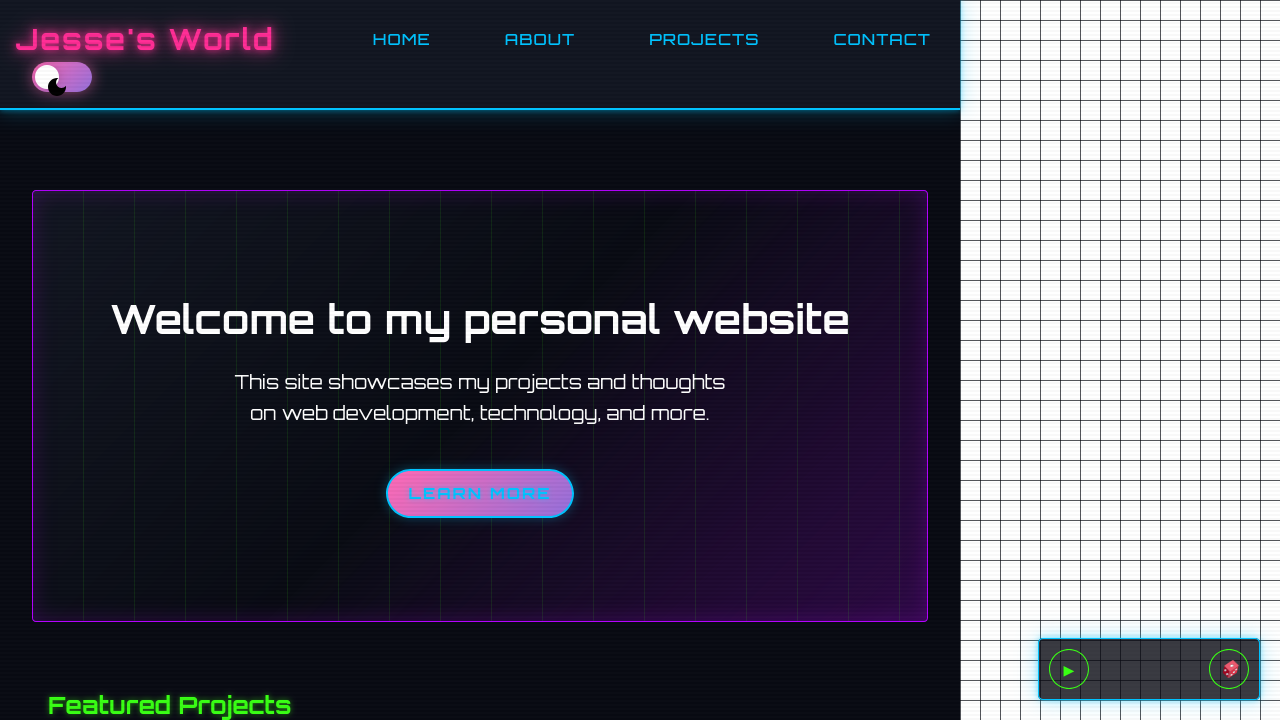 Jesse's World
HOME
ABOUT
PROJECTS
CONTACT
Welcome to my personal website
This site showcases my projects and thoughts
on web development, technology, and more.
LEARN MORE
Featured Projects